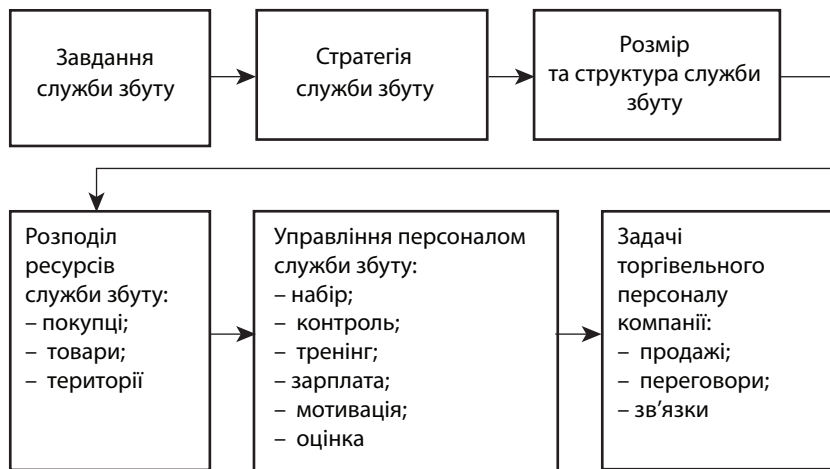 Завдання
служби збуту
Стратегія
служби збуту
Розмір
та структура служби
збуту
Розподіл
ресурсів
служби збуту:
– покупці;
– товари;
– території
Управління персоналом
служби збуту:
– набір;
– контроль;
– тренінг;
– зарплата;
– мотивація;
– оцінка
Задачі
торгівельного
персоналу
компанії:
– продажі;
– переговори;
– зв'язки